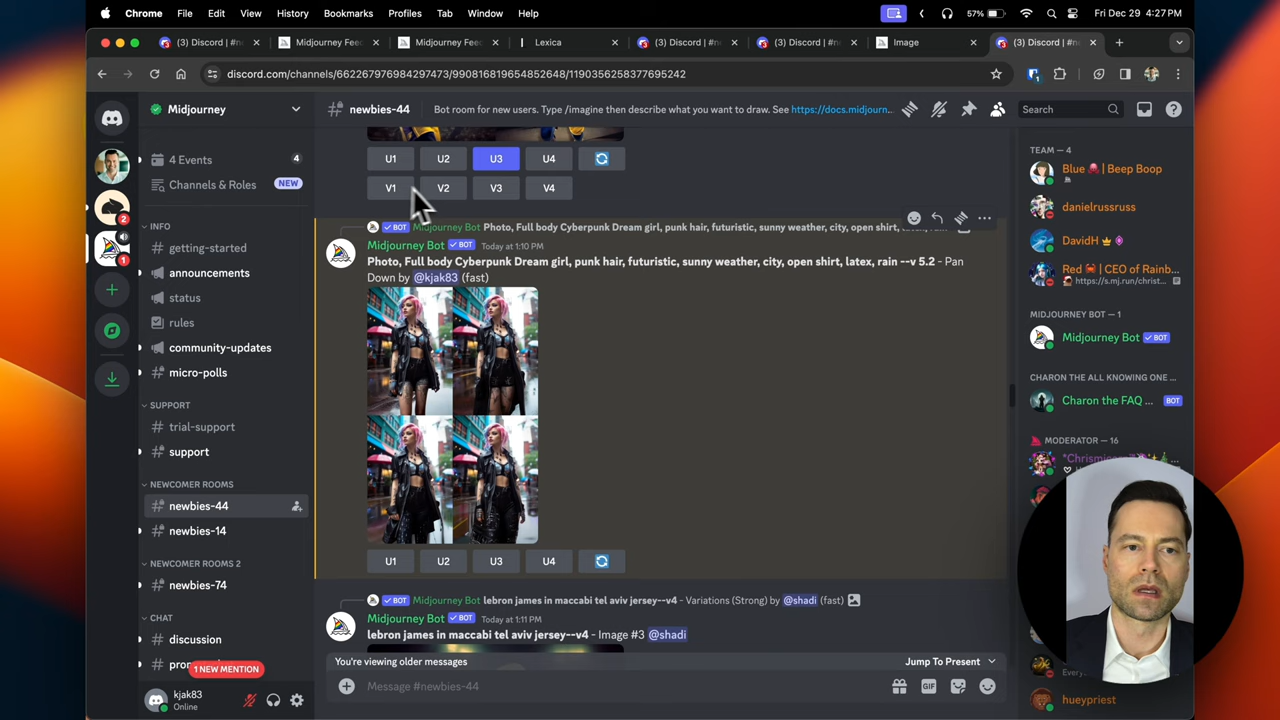 Chrome File Edit View History Bookmarks Profiles Tab Window Help 57% Fri Dec 29 4:27PM
(3) Discord | #ne Midjourney Fee Midjourney Fee Lexica (3) Discord | #ne (3) Discord | #ne Image (3) Discord | #ne
discord.com/channels/662267976984297473/990816819654852648/1190356258377695242
Midjourney
newbies-44 Bot room for new users. Type /imagine then describe what you want to draw. See https://docs.midjourn... Search
4 Events 4
Channels & Roles NEW
INFO
getting-started
announcements
status
rules
community-updates
micro-polls
SUPPORT
trial-support
support
NEWCOMER ROOMS
newbies-44
newbies-14
NEWCOMER ROOMS 2
newbies-74
CHAT
discussion
1 NEW MENTION
kjak83
Online
2
1
U1 U2 U3 U4
V1 V2 V3 V4
BOT Midjourney Bot Photo, Full body Cyberpunk Dream girl, punk hair, futuristic, sunny weather, city, open shirt,
Midjourney Bot BOT Today at 1:10 PM
Photo, Full body Cyberpunk Dream girl, punk hair, futuristic, sunny weather, city, open shirt, latex, rain --v 5.2 - Pan
Down by @kjak83 (fast)
U1 U2 U3 U4
BOT Midjourney Bot lebron james in maccabi tel aviv jersey--v4 - Variations (Strong) by @shadi (fast)
Midjourney Bot BOT Today at 1:11 PM
lebron james in maccabi tel aviv jersey--v4 - Image #3 @shadi
You're viewing older messages Jump To Present
Message #newbies-44 GIF
TEAM — 4
Blue | Beep Boop
danielrussruss
DavidH
Red | CEO of Rainb...
https://s.mj.run/christ...
MIDJOURNEY BOT — 1
Midjourney Bot BOT
CHARON THE ALL KNOWING ONE ...
Charon the FAQ ... BOT
MODERATOR — 16
hueypriest